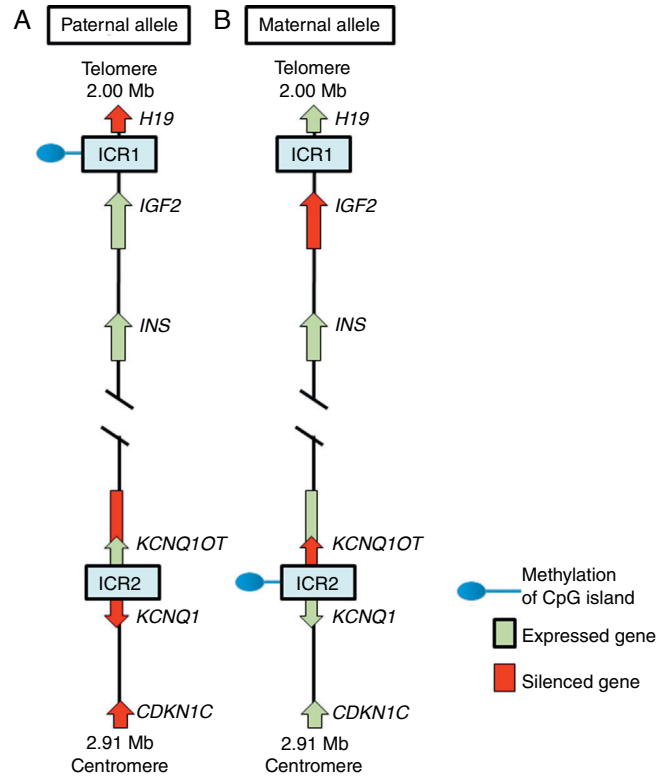 A
Paternal allele
Telomere
2.00 Mb
H19
ICR1
IGF2
INS
KCNQ1OT
ICR2
KCNQ1
CDKN1C
2.91 Mb
Centromere
B
Maternal allele
Telomere
2.00 Mb
H19
ICR1
IGF2
INS
KCNQ1OT
ICR2
KCNQ1
CDKN1C
2.91 Mb
Centromere
Methylation
of CpG island
Expressed gene
Silenced gene